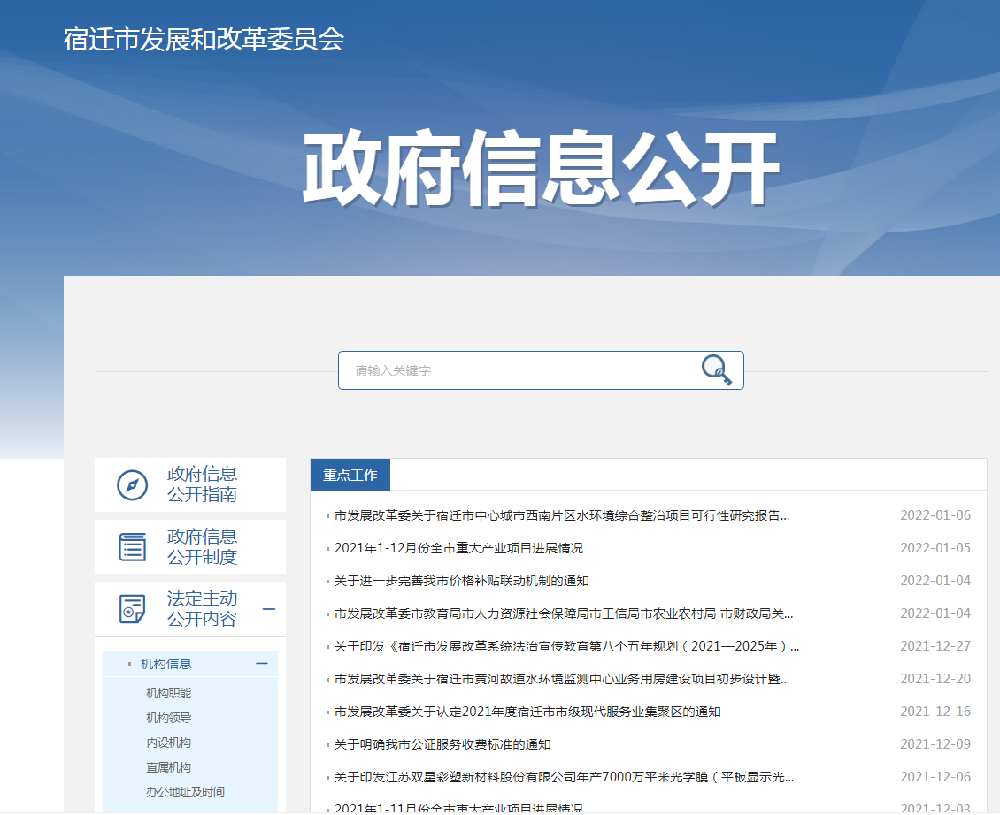 宿迁市发展和改革委员会
政府信息公开
请输入关键字
政府信息
公开指南
政府信息
公开制度
法定主动
公开内容
机构信息
机构职能
机构领导
内设机构
直属机构
办公地址及时间
重点工作
市发展改革委关于宿迁市中心城市西南片区水环境综合整治项目可行性研究报告... 2022-01-06
2021年1-12月份全市重大产业项目进展情况 2022-01-05
关于进一步完善我市价格补贴联动机制的通知 2022-01-04
市发展改革委市教育局市人力资源社会保障局市工信局市农业农村局 市财政局关... 2022-01-04
关于印发《宿迁市发展改革系统法治宣传教育第八个五年规划（2021—2025年）... 2021-12-27
市发展改革委关于宿迁市黄河故道水环境监测中心业务用房建设项目初步设计暨... 2021-12-20
市发展改革委关于认定2021年度宿迁市市级现代服务业集聚区的通知 2021-12-16
关于明确我市公证服务收费标准的通知 2021-12-09
关于印发江苏双星彩塑新材料股份有限公司年产7000万平米光学膜（平板显示光... 2021-12-06
2021年1-11月份全市重大产业项目进展情况 2021-12-03